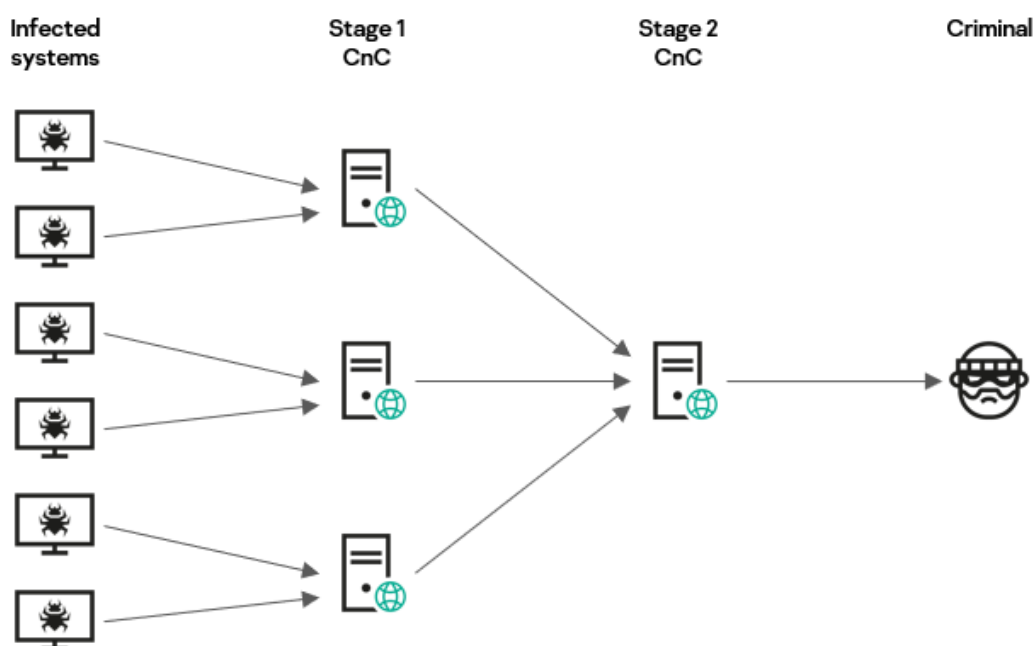 Infected
systems
Stage 1
CnC
Stage 2
CnC
Criminal